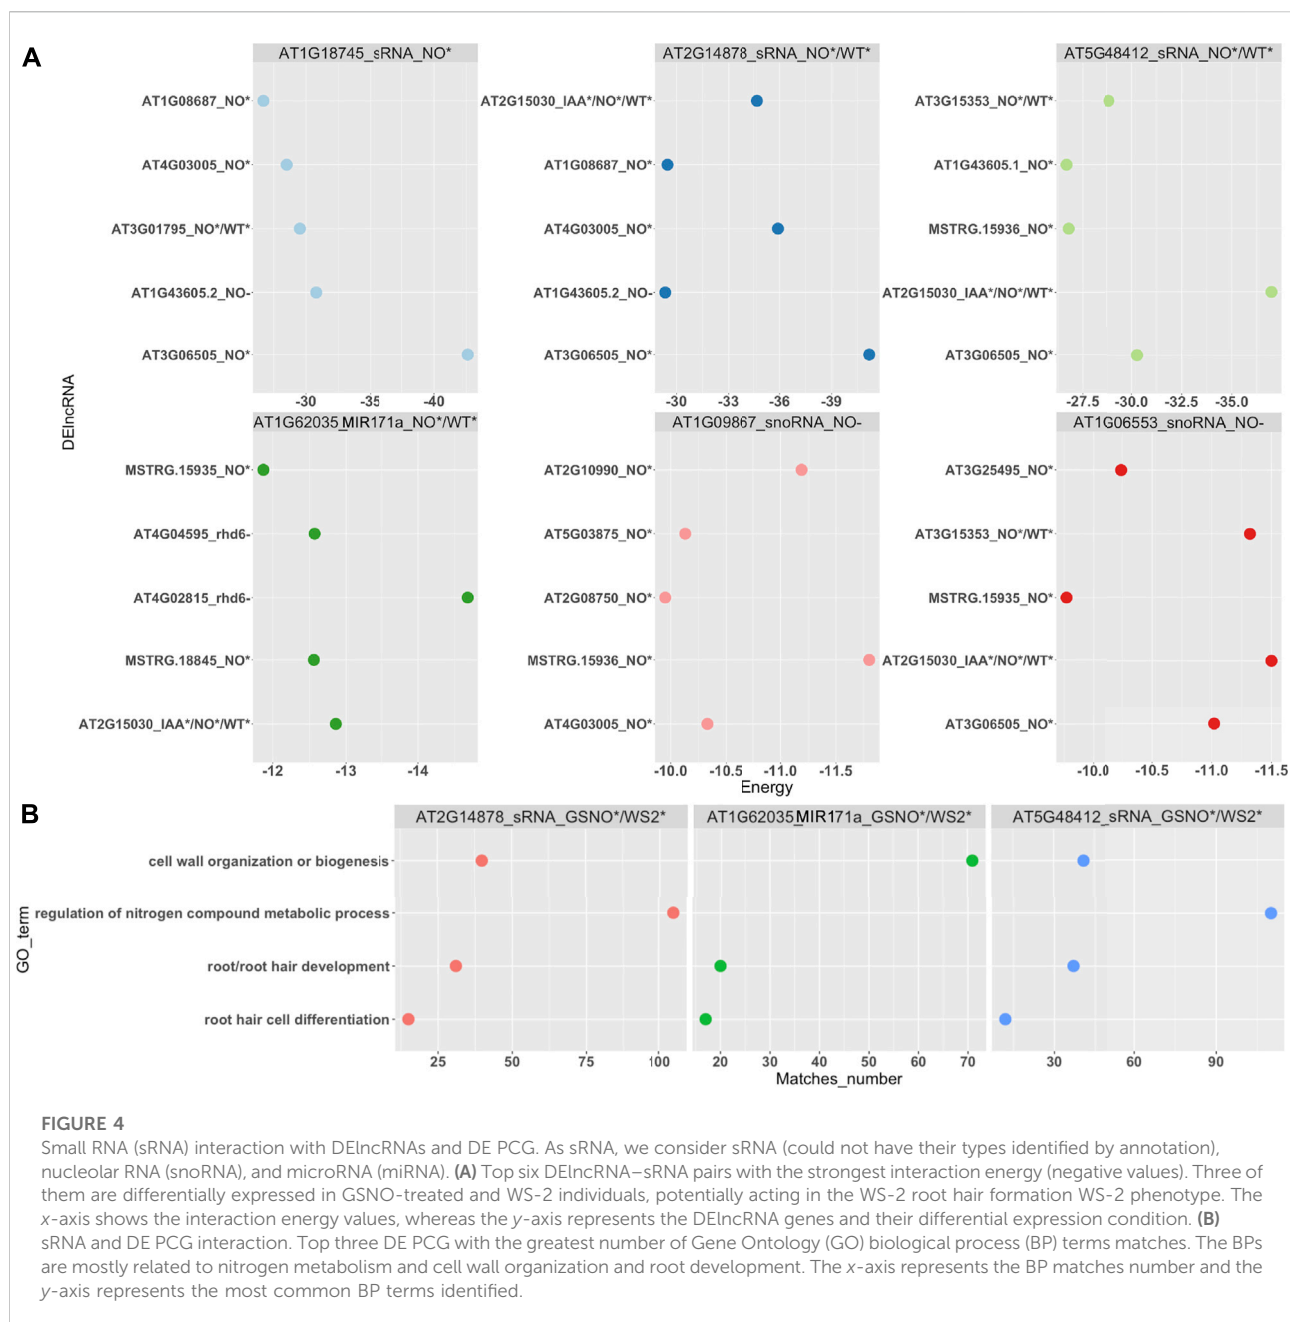 A
AT1G18745_sRNA_NO*
AT2G14878_sRNA_NO*/WT*
AT5G48412_sRNA_NO*/WT*
AT1G08687_NO*
AT4G03005_NO*
AT3G01795_NO*/WT*
AT1G43605.2_NO-
AT3G06505_NO*
-30 -35 -40
AT2G15030_IAA*/NO*/WT*
AT1G08687_NO*
AT4G03005_NO*
AT1G43605.2_NO-
AT3G06505_NO*
-30 -33 -36 -39
AT3G15353_NO*/WT*
AT1G43605.1_NO*
MSTRG.15936_NO*
AT2G15030_IAA*/NO*/WT*
AT3G06505_NO*
-27.5 -30.0 -32.5 -35.0
DElncRNA
AT1G62035_MIR171a_NO*/WT*
AT1G09867_snoRNA_NO-
AT1G06553_snoRNA_NO-
MSTRG.15935_NO*
AT4G04595_rhd6-
AT4G02815_rhd6-
MSTRG.18845_NO*
AT2G15030_IAA*/NO*/WT*
-12 -13 -14
AT2G10990_NO*
AT5G03875_NO*
AT2G08750_NO*
MSTRG.15936_NO*
AT4G03005_NO*
-10.0 -10.5 -11.0 -11.5
AT3G25495_NO*
AT3G15353_NO*/WT*
MSTRG.15935_NO*
AT2G15030_IAA*/NO*/WT*
AT3G06505_NO*
-10.0 -10.5 -11.0 -11.5
Energy
B
AT2G14878_sRNA_GSNO*/WS2*
AT1G62035_MIR171a_GSNO*/WS2*
AT5G48412_sRNA_GSNO*/WS2*
GO_term
cell wall organization or biogenesis
regulation of nitrogen compound metabolic process
root/root hair development
root hair cell differentiation
25 50 75 100
20 30 40 50 60 70
30 60 90
Matches_number
FIGURE 4
Small RNA (sRNA) interaction with DElncRNAs and DE PCG. As sRNA, we consider sRNA (could not have their types identified by annotation),
nucleolar RNA (snoRNA), and microRNA (miRNA). (A) Top six DElncRNA–sRNA pairs with the strongest interaction energy (negative values). Three of
them are differentially expressed in GSNO-treated and WS-2 individuals, potentially acting in the WS-2 root hair formation WS-2 phenotype. The
x-axis shows the interaction energy values, whereas the y-axis represents the DElncRNA genes and their differential expression condition. (B)
sRNA and DE PCG interaction. Top three DE PCG with the greatest number of Gene Ontology (GO) biological process (BP) terms matches. The BPs
are mostly related to nitrogen metabolism and cell wall organization and root development. The x-axis represents the BP matches number and the
y-axis represents the most common BP terms identified.